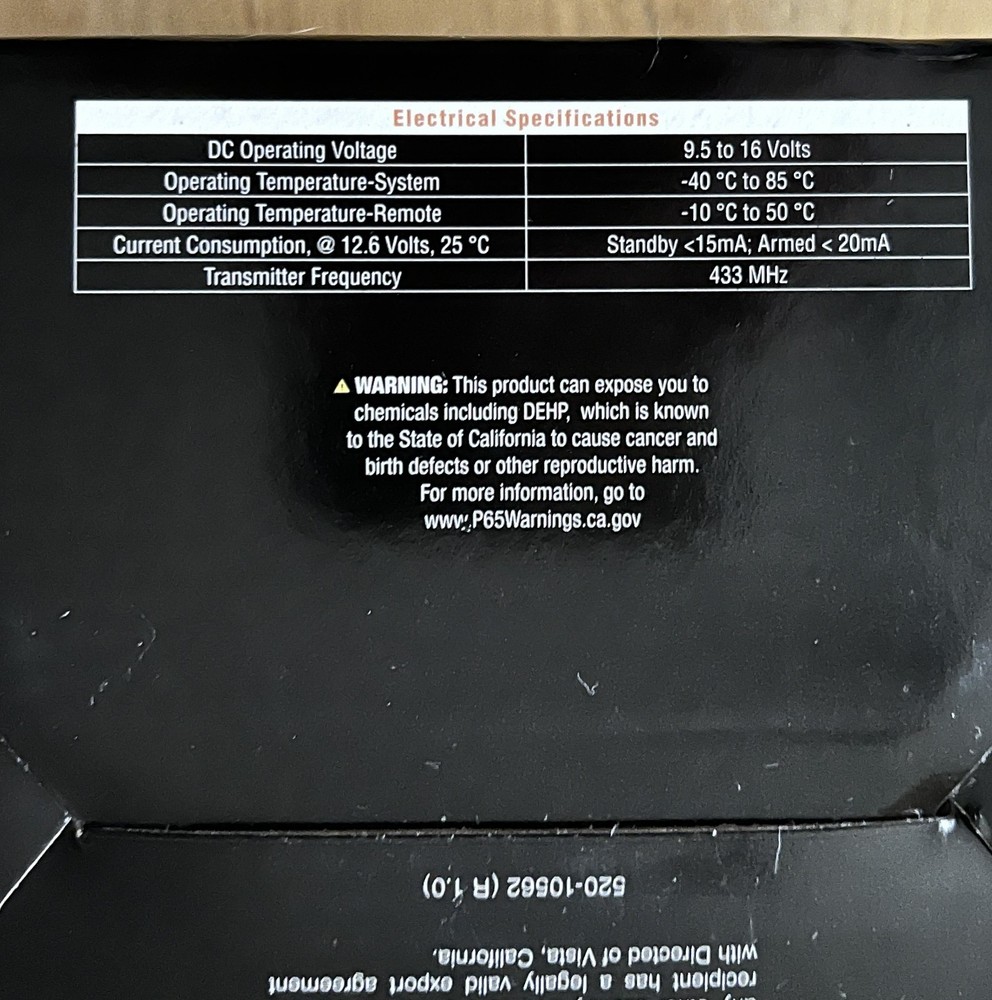 Electrical Specifications
DC Operating Voltage 9.5 to 16 Volts
Operating Temperature-System -40 °C to 85 °C
Operating Temperature-Remote -10 °C to 50 °C
Current Consumption, @ 12.6 Volts, 25 °C Standby <15mA; Armed < 20mA
Transmitter Frequency 433 MHz
⚠ WARNING: This product can expose you to
chemicals including DEHP, which is known
to the State of California to cause cancer and
birth defects or other reproductive harm.
For more information, go to
www.P65Warnings.ca.gov
520-10562 (R 1.0)
recipient has a legally valid export agreement
with Directed of Vista, California.